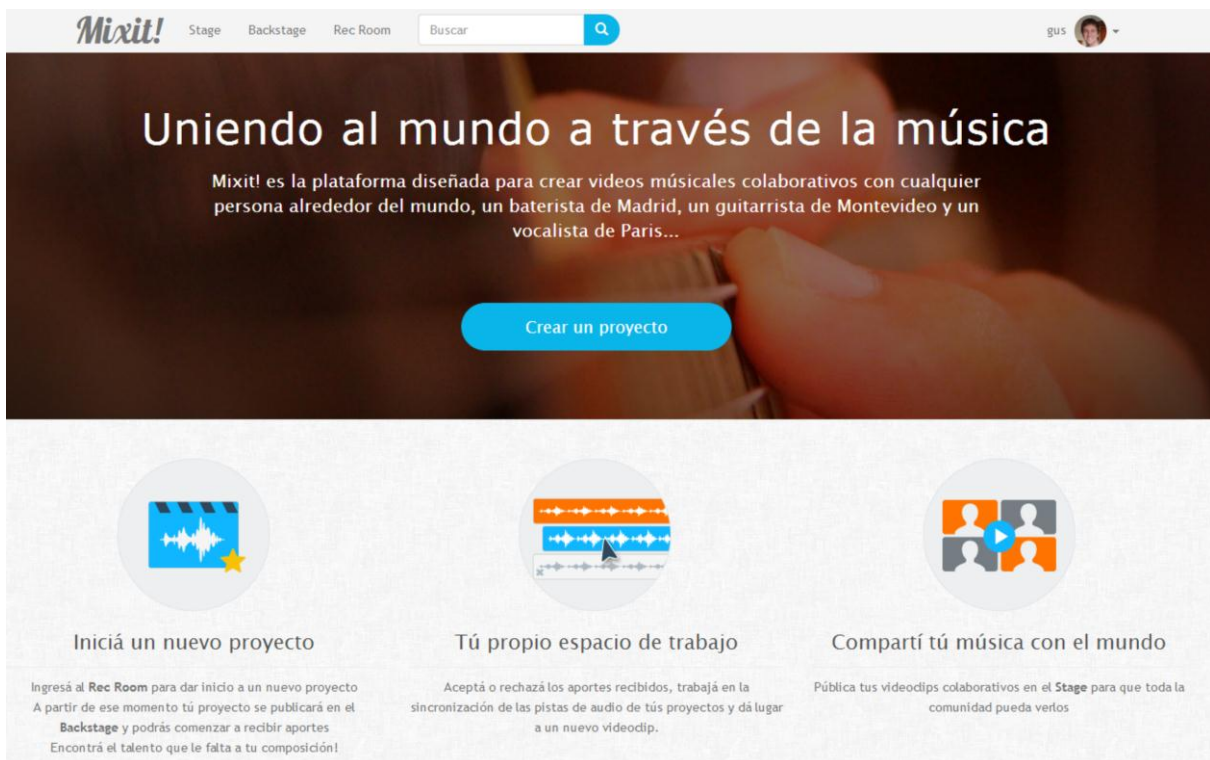 Mixit! Stage Backstage Rec Room Buscar gus
Uniendo al mundo a través de la música
Mixit! es la plataforma diseñada para crear videos músicales colaborativos con cualquier
persona alrededor del mundo, un baterista de Madrid, un guitarrista de Montevideo y un
vocalista de Paris...
Crear un proyecto
Iniciá un nuevo proyecto
Ingresá al Rec Room para dar inicio a un nuevo proyecto
A partir de ese momento tú proyecto se publicará en el
Backstage y podrás comenzar a recibir aportes
Encontrá el talento que le falta a tu composición!
Tú propio espacio de trabajo
Aceptá o rechazá los aportes recibidos, trabajá en la
sincronización de las pistas de audio de tús proyectos y dá lugar
a un nuevo videoclip.
Compartí tú música con el mundo
Pública tus videoclips colaborativos en el Stage para que toda la
comunidad pueda verlos